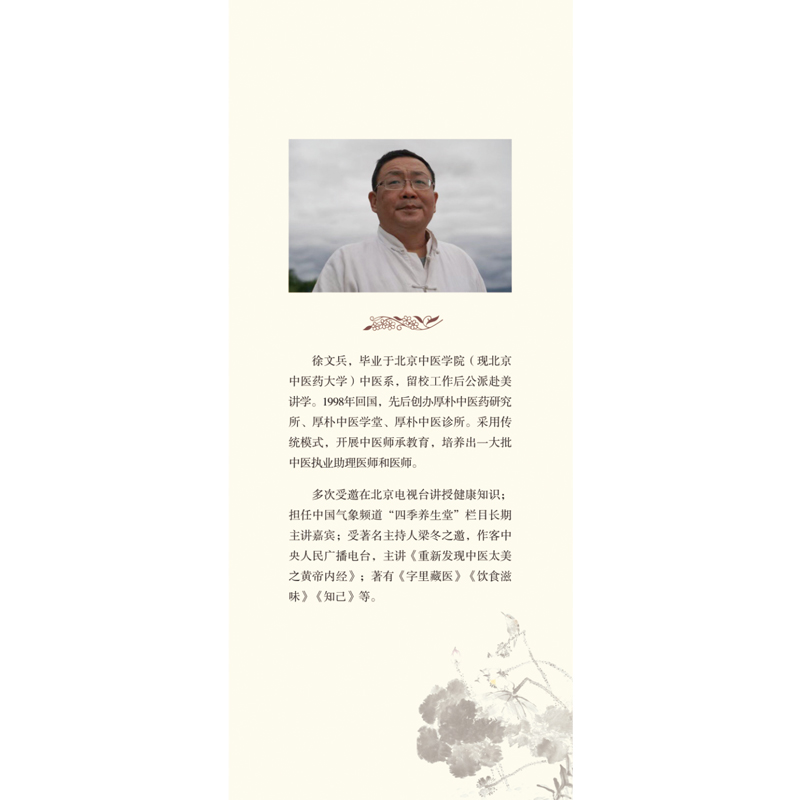 徐文兵，毕业于北京中医学院（现北京
中医药大学）中医系，留校工作后公派赴美
讲学。1998年回国，先后创办厚朴中医药研究
所、厚朴中医学堂、厚朴中医诊所。采用传
统模式，开展中医师承教育，培养出一大批
中医执业助理医师和医师。
多次受邀在北京电视台讲授健康知识；
担任中国气象频道“四季养生堂”栏目长期
主讲嘉宾；受著名主持人梁冬之邀，作客中
央人民广播电台，主讲《重新发现中医太美
之黄帝内经》；著有《字里藏医》《饮食滋
味》《知己》等。